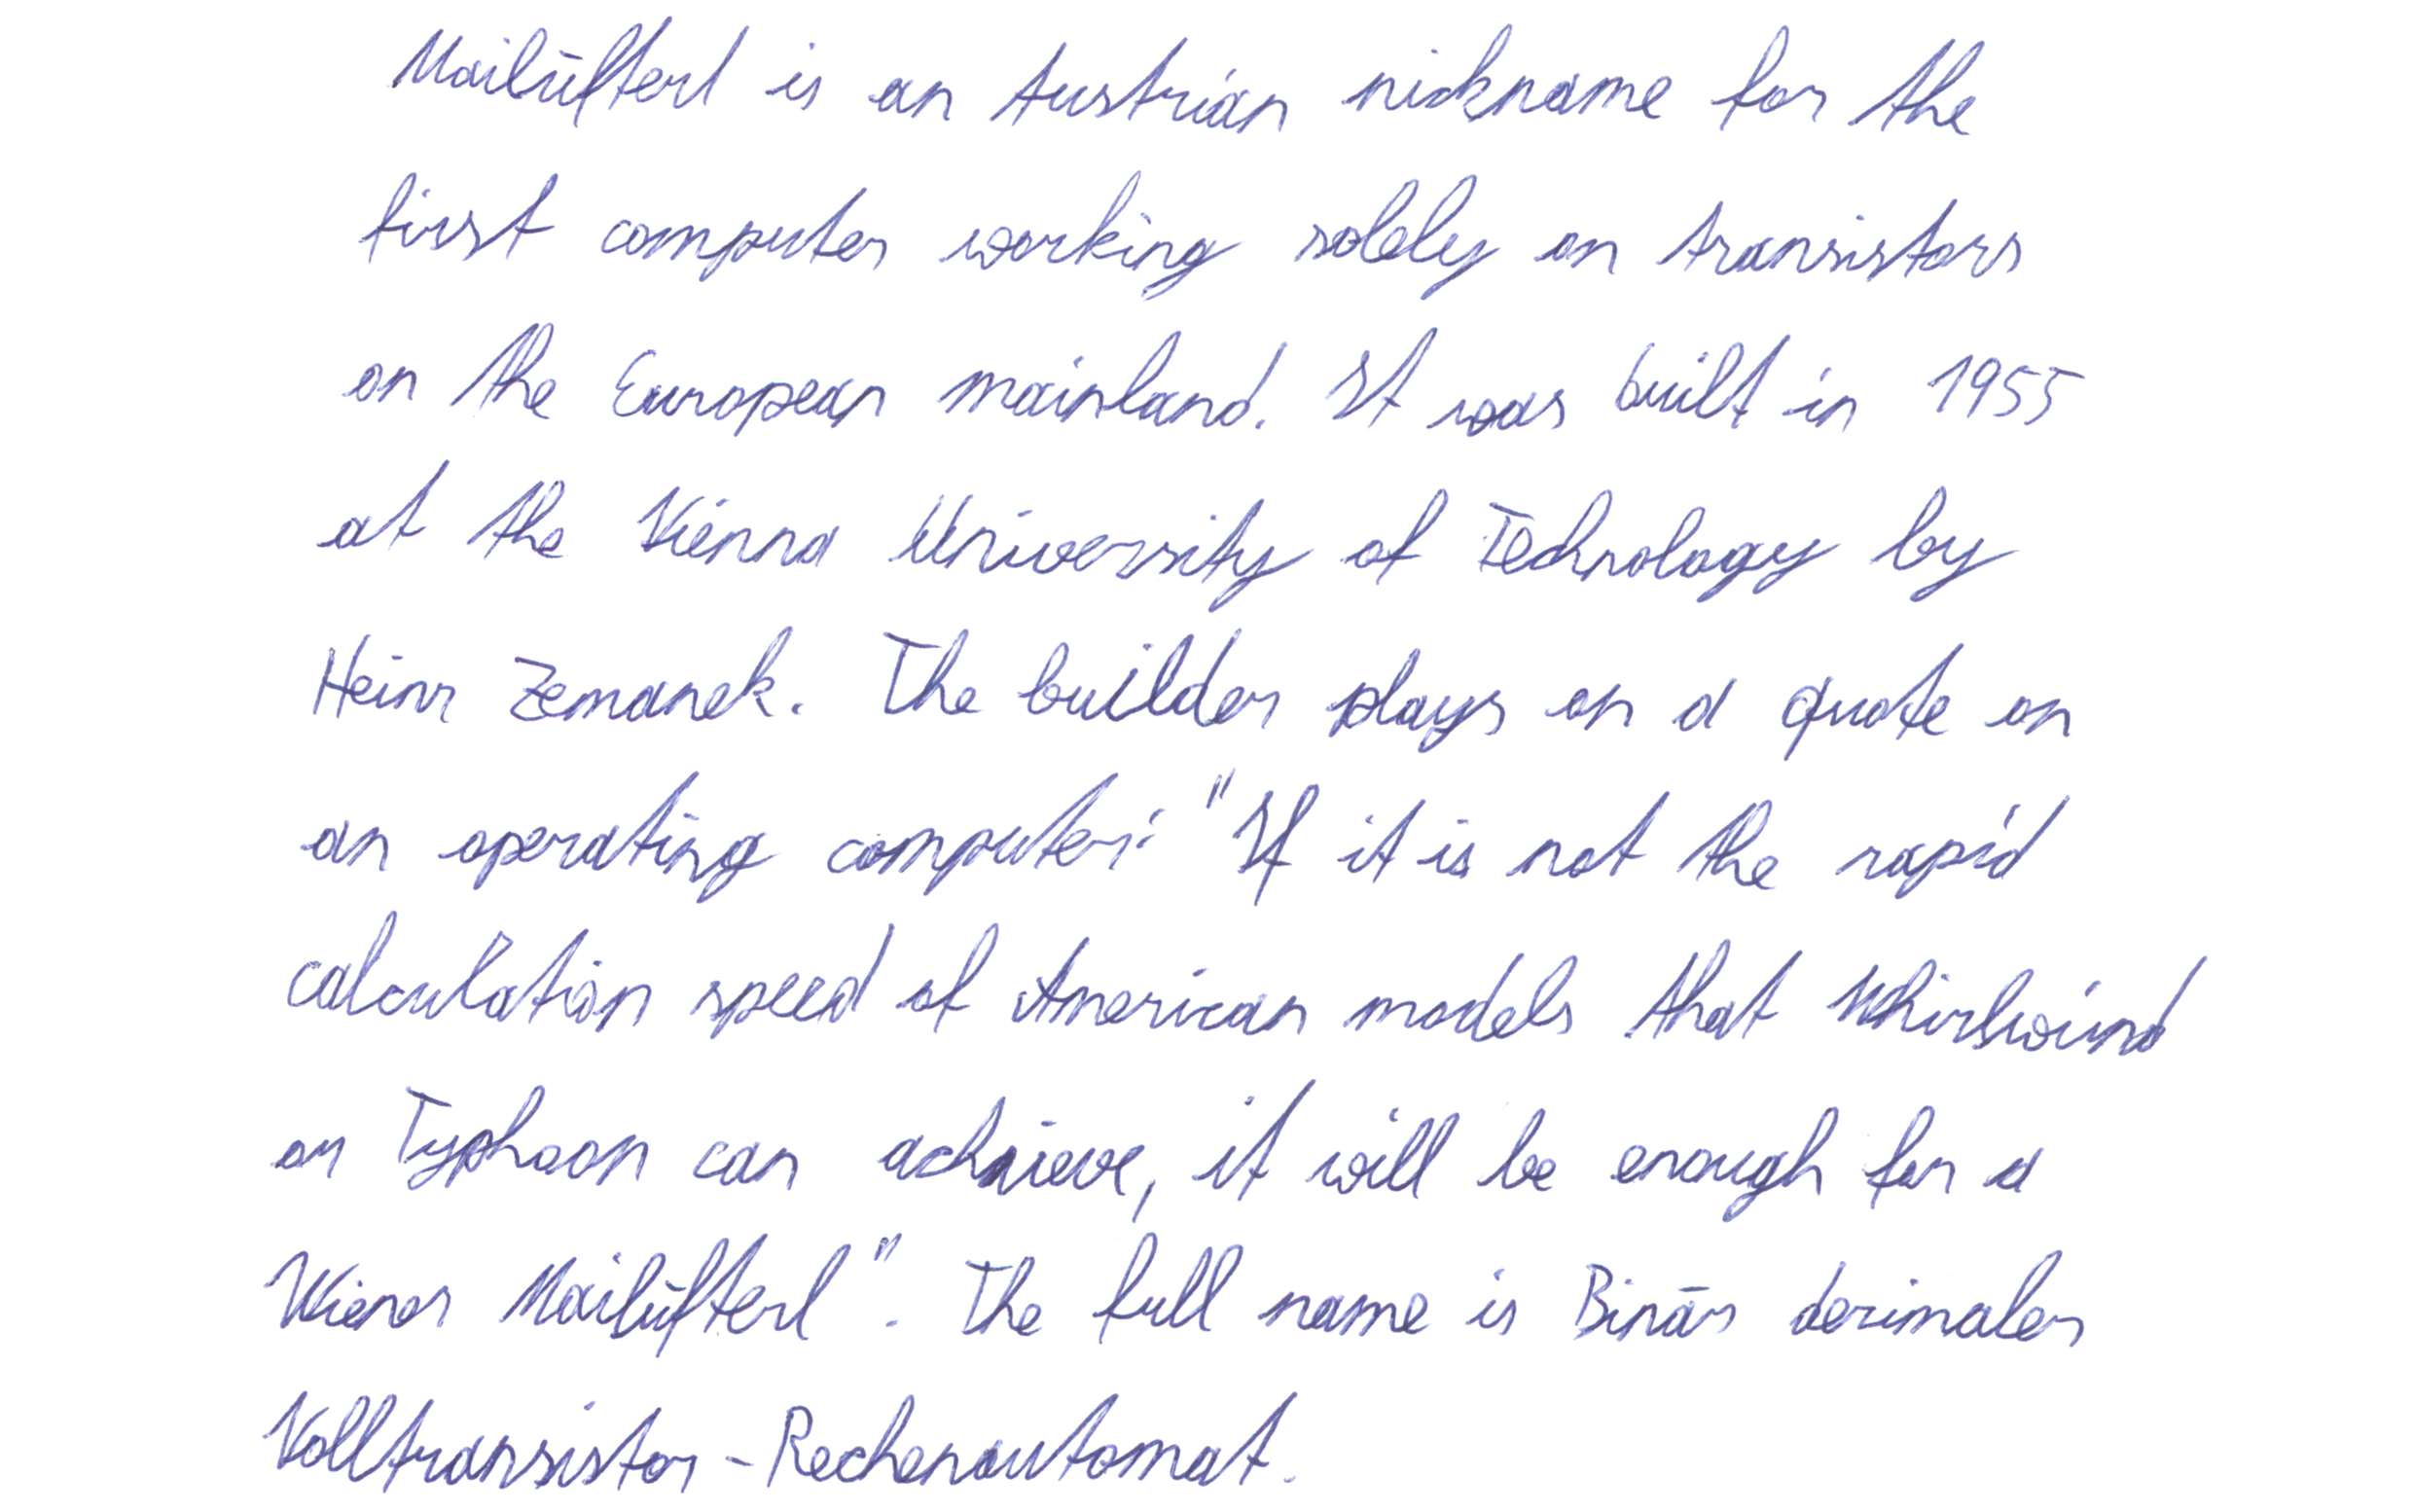 Mailüfterl is an Austrian nickname for the
first computer working solely on transistors
on the European mainland. It was built in 1955
at the Vienna University of Technology by
Heinz Zemanek. The builder plays on a quote on
an operating computer: "If it is not the rapid
calculation speed of American models that Whirlwind
or Typhoon can achieve, it will be enough for a
Wiener Mailüfterl". The full name is Binär dezimaler
Volltransistor-Rechenautomat.